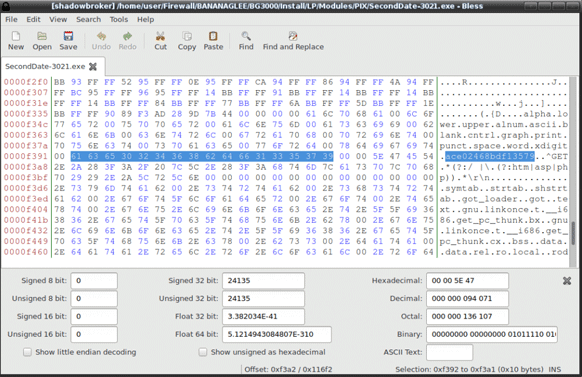 [shadowbroker] /home/user/Firewall/BANANAGLEE/BG3000/Install/LP/Modules/PIX/SecondDate-3021.exe - Bless
File Edit View Search Tools Help
New Open Save Undo Redo Cut Copy Paste Find Find and Replace
SecondDate-3021.exe
0000f2f0 BB 93 FF FF 52 95 FF FF 0E 95 FF FF CA 94 FF FF 86 94 FF FF 4A 94 FF ....R...............J..
0000f307 FF BC 95 FF FF 96 95 FF FF 14 BB FF FF 91 BB FF FF 14 BB FF FF 14 BB .......................
0000f31e FF FF 14 BB FF FF 84 BB FF FF 77 BB FF FF 6A BB FF FF 5D BB FF FF 1E ..........w...j...]....
0000f335 BB FF FF 90 89 F3 AD 28 9D 7B 44 00 00 00 00 61 6C 70 68 61 00 6C 6F .......(.{D....alpha.lo
0000f34c 77 65 72 00 75 70 70 65 72 00 61 6C 6E 75 6D 00 61 73 63 69 69 00 62 wer.upper.alnum.ascii.b
0000f363 6C 61 6E 6B 00 63 6E 74 72 6C 00 67 72 61 70 68 00 70 72 69 6E 74 00 lank.cntrl.graph.print.
0000f37a 70 75 6E 63 74 00 73 70 61 63 65 00 77 6F 72 64 00 78 64 69 67 69 74 punct.space.word.xdigit
0000f391 00 61 63 65 30 32 34 36 38 62 64 66 31 33 35 37 39 00 00 5E 47 45 54 .ace02468bdf13579..^GET
0000f3a8 2E 2A 28 3F 3A 2F 20 7C 5C 2E 28 3F 3A 68 74 6D 7C 61 73 70 7C 70 68 .*(?:/ |\.(?:htm|asp|ph
0000f3bf 70 29 29 2E 2A 5C 72 5C 6E 00 p)).*\r\n.
0000f3d6 2E 73 79 6D 74 61 62 00 2E 73 74 72 74 61 62 00 2E 73 68 73 74 72 74 .symtab..strtab..shstrt
0000f3ed 61 62 00 2E 67 6F 74 5F 6C 6F 61 64 65 72 00 2E 67 6F 74 00 2E 74 65 ab..got_loader..got..te
0000f404 78 74 00 2E 67 6E 75 2E 6C 69 6E 6B 6F 6E 63 65 2E 74 2E 5F 5F 69 36 xt..gnu.linkonce.t.__i6
0000f41b 38 36 2E 67 65 74 5F 70 63 5F 74 68 75 6E 6B 2E 62 78 00 2E 67 6E 75 86.get_pc_thunk.bx..gnu
0000f432 2E 6C 69 6E 6B 6F 6E 63 65 2E 74 2E 5F 5F 69 36 38 36 2E 67 65 74 5F .linkonce.t.__i686.get_
0000f449 70 63 5F 74 68 75 6E 6B 2E 63 78 00 2E 62 73 73 00 2E 64 61 74 61 00 pc_thunk.cx..bss..data.
0000f460 2E 64 61 74 61 2E 72 65 6C 2E 72 6F 2E 6C 6F 63 61 6C 00 2E 72 6F 64 .data.rel.ro.local..rod
Signed 8 bit: 0 Signed 32 bit: 24135 Hexadecimal: 00 00 5E 47
Unsigned 8 bit: 0 Unsigned 32 bit: 24135 Decimal: 000 000 094 071
Signed 16 bit: 0 Float 32 bit: 3.382034E-41 Octal: 000 000 136 107
Unsigned 16 bit: 0 Float 64 bit: 5.1214943084807E-310 Binary: 00000000 00000000 01011110 010
Show little endian decoding Show unsigned as hexadecimal ASCII Text:
Offset: 0xf3a2 / 0x116f2 Selection: 0xf392 to 0xf3a1 (0x10 bytes) INS